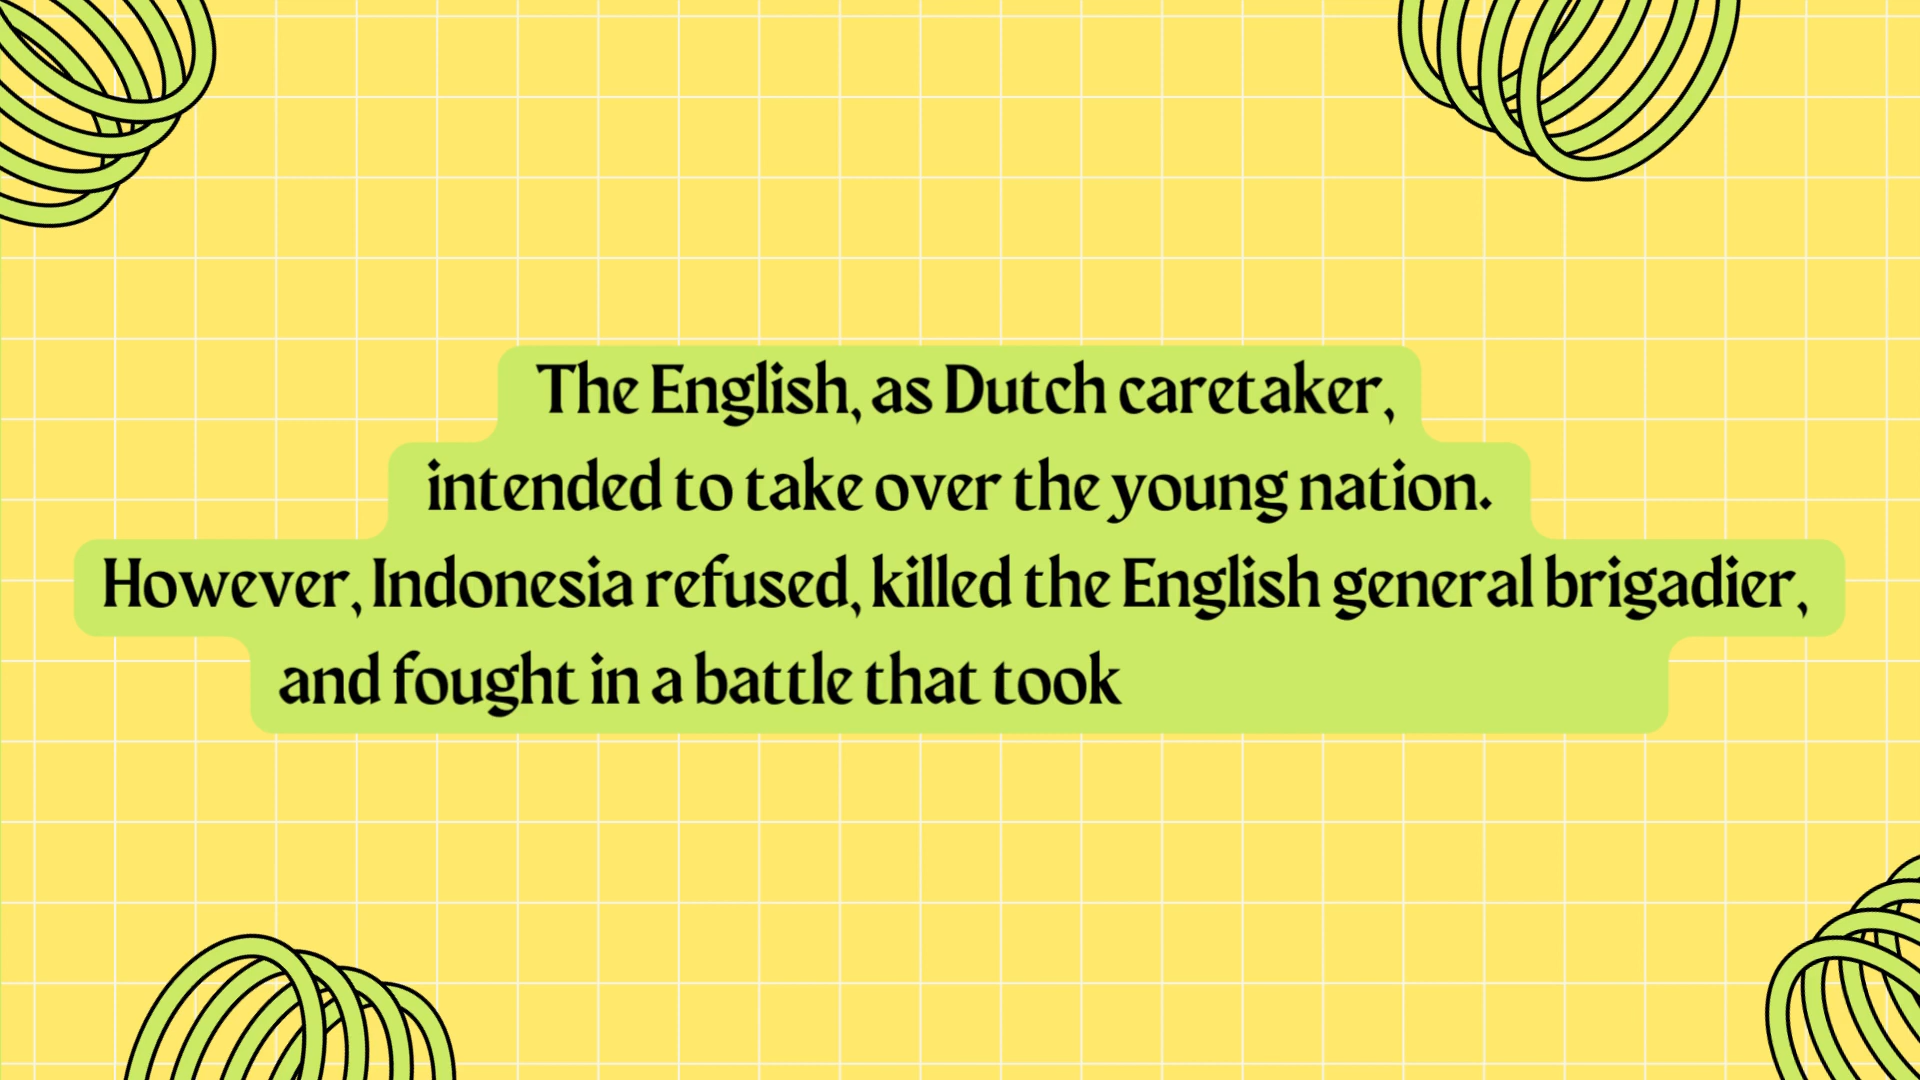 The English, as Dutch caretaker,
intended to take over the young nation.
However, Indonesia refused, killed the English general brigadier,
and fought in a battle that took